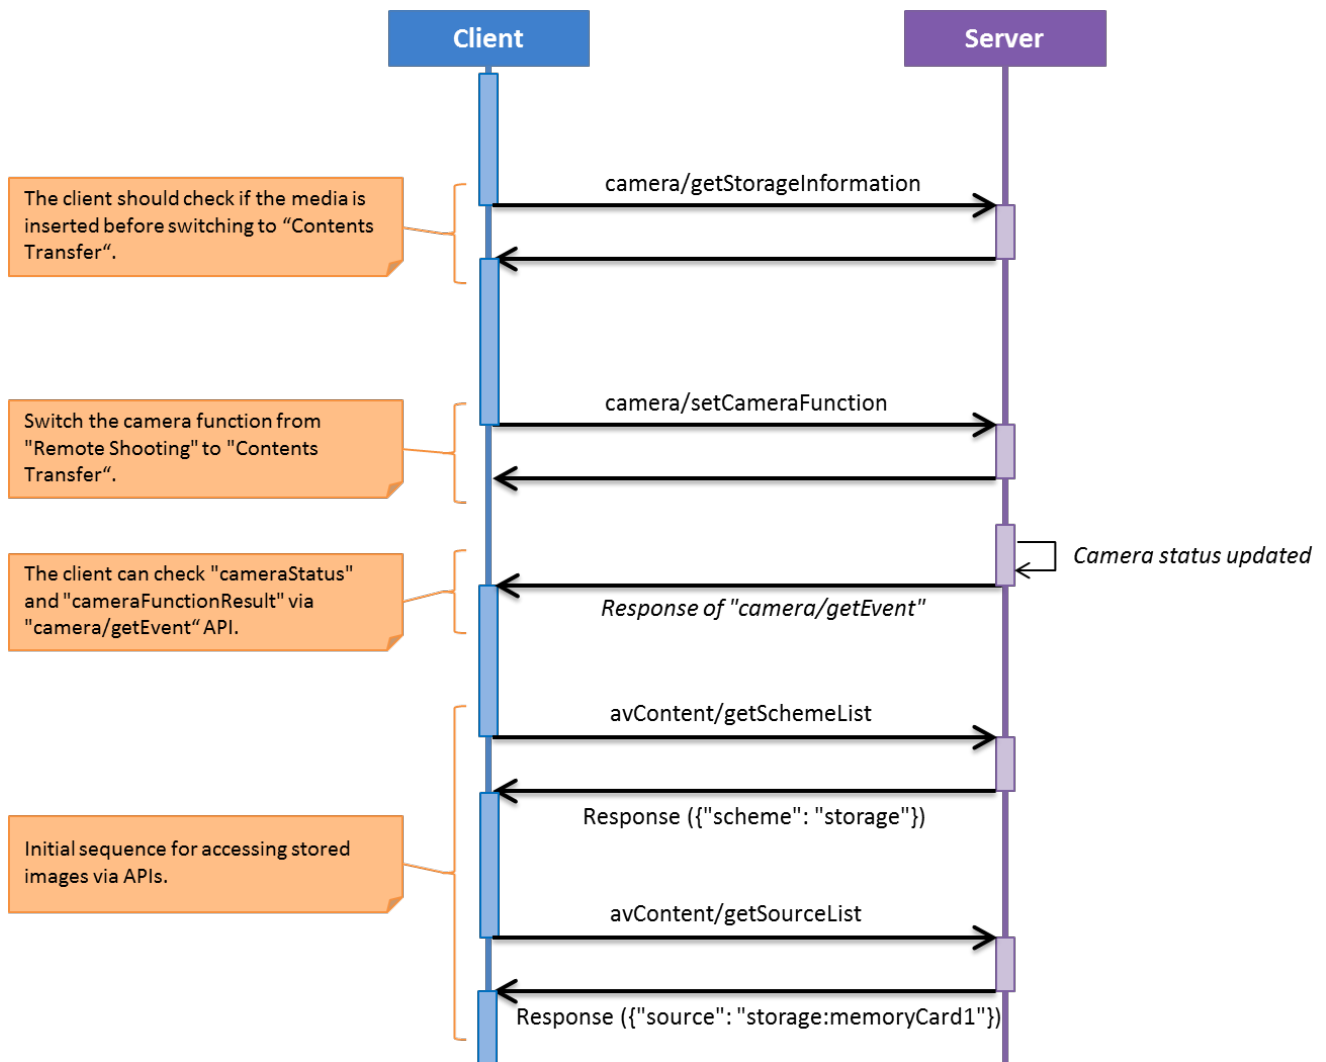 Client
Server
camera/getStorageInformation
The client should check if the media is
inserted before switching to “Contents
Transfer“.
camera/setCameraFunction
Switch the camera function from
"Remote Shooting" to "Contents
Transfer“.
Camera status updated
The client can check "cameraStatus"
and "cameraFunctionResult" via
"camera/getEvent“ API.
Response of "camera/getEvent"
avContent/getSchemeList
Response ({"scheme": "storage"})
Initial sequence for accessing stored
images via APIs.
avContent/getSourceList
Response ({"source": "storage:memoryCard1"})